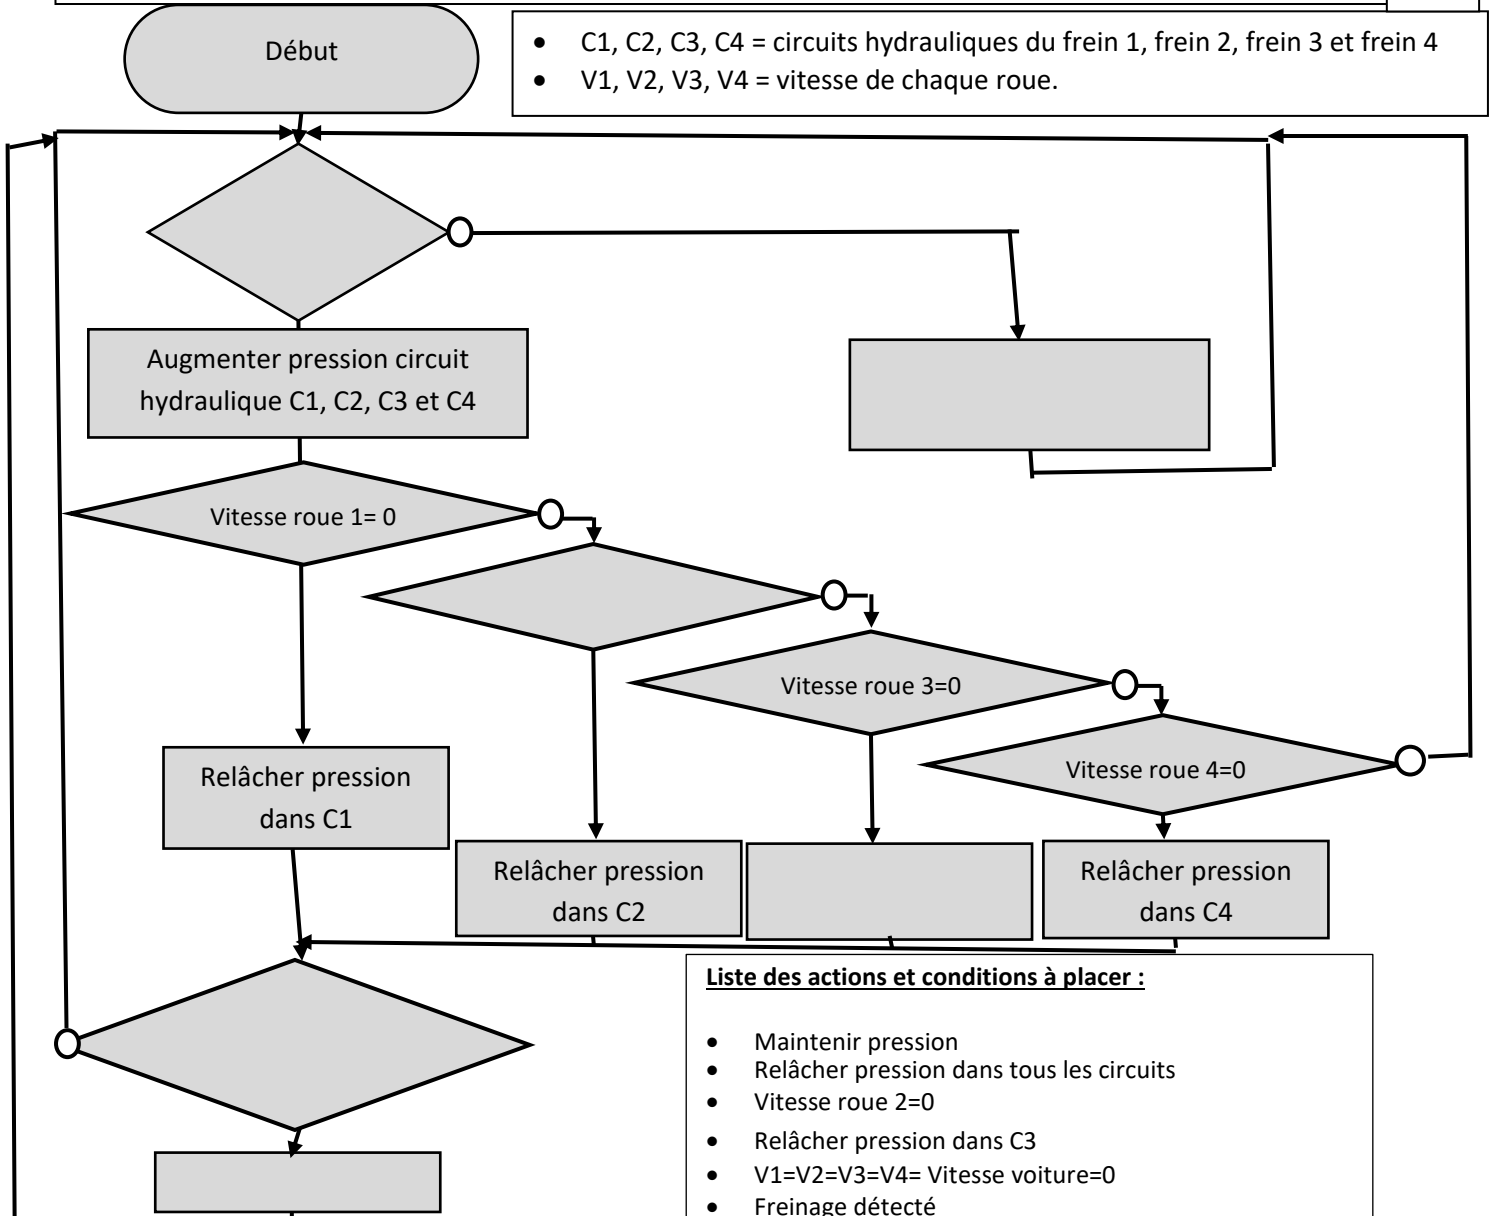 Début
• C1, C2, C3, C4 = circuits hydrauliques du frein 1, frein 2, frein 3 et frein 4
• V1, V2, V3, V4 = vitesse de chaque roue.
Augmenter pression circuit
hydraulique C1, C2, C3 et C4
Vitesse roue 1= 0
Vitesse roue 3=0
Vitesse roue 4=0
Relâcher pression
dans C1
Relâcher pression
dans C2
Relâcher pression
dans C4
Liste des actions et conditions à placer :
• Maintenir pression
• Relâcher pression dans tous les circuits
• Vitesse roue 2=0
• Relâcher pression dans C3
• V1=V2=V3=V4= Vitesse voiture=0
• Freinage détecté